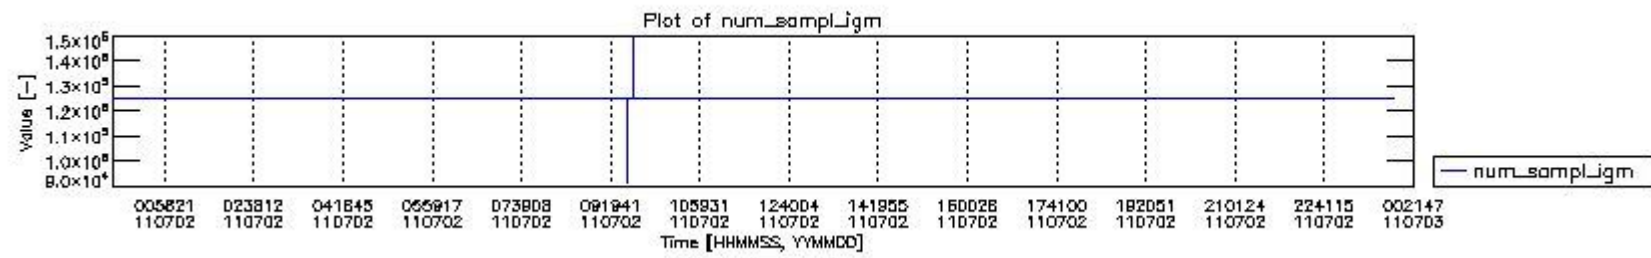 Plot of num_sampl_igm
1.5×10⁵
1.4×10⁵
1.3×10⁵
1.2×10⁵
1.1×10⁵
1.0×10⁵
9.0×10⁴
Value [-]
005821 023812 041845 055917 073908 091941 105931 124004 141955 160028 174100 192051 210124 224115 002147
110702 110702 110702 110702 110702 110702 110702 110702 110702 110702 110702 110702 110702 110702 110703
Time [HHMMSS, YYMMDD]
num_sampl_igm